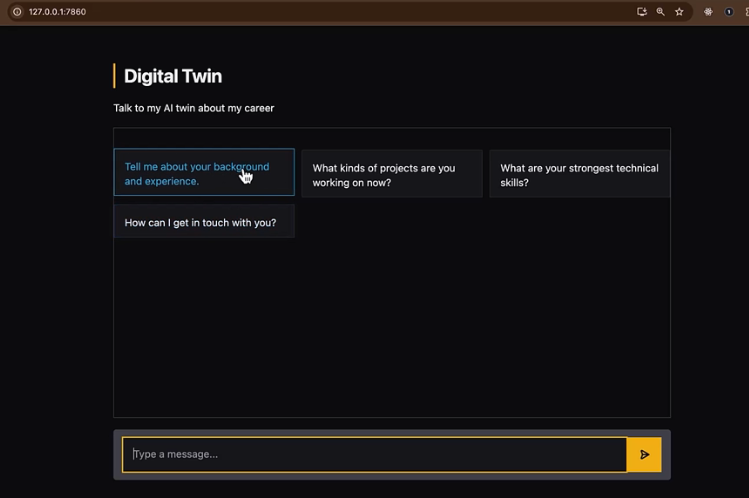 127.0.0.1:7860
Digital Twin
Talk to my AI twin about my career
Tell me about your background
and experience.
What kinds of projects are you
working on now?
What are your strongest technical
skills?
How can I get in touch with you?
Type a message...